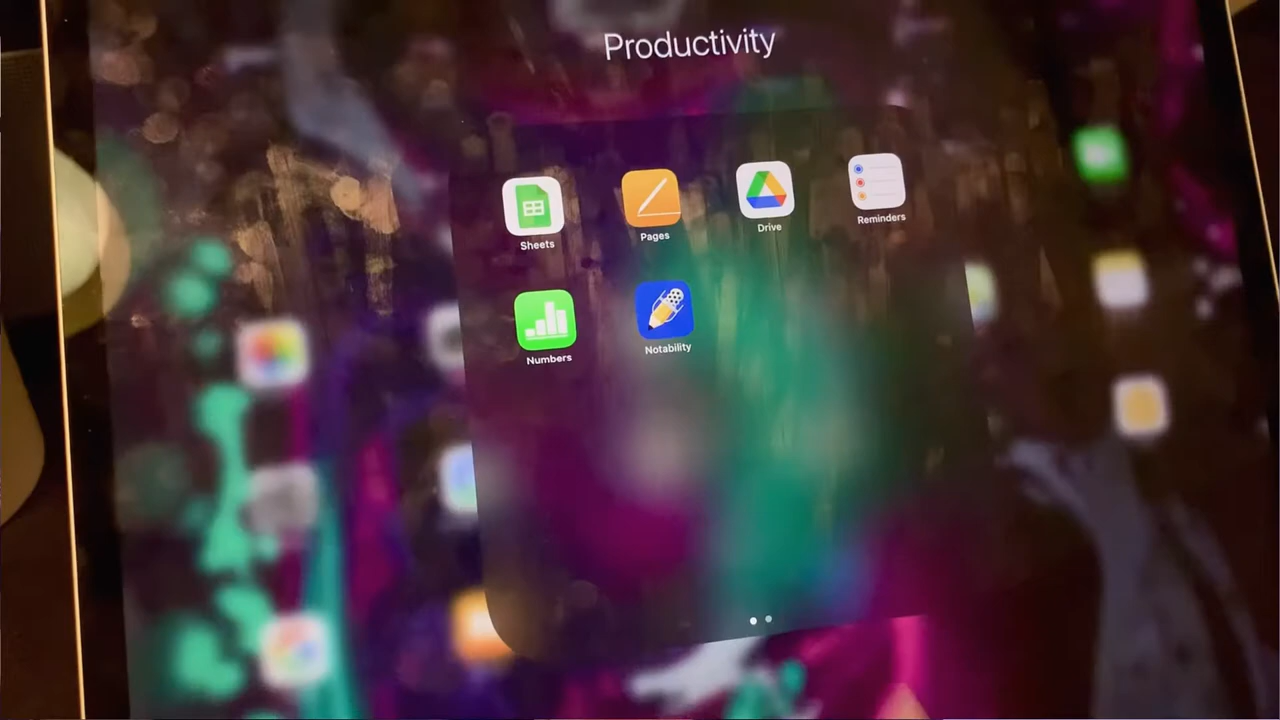 Productivity
Sheets
Pages
Drive
Reminders
Numbers
Notability